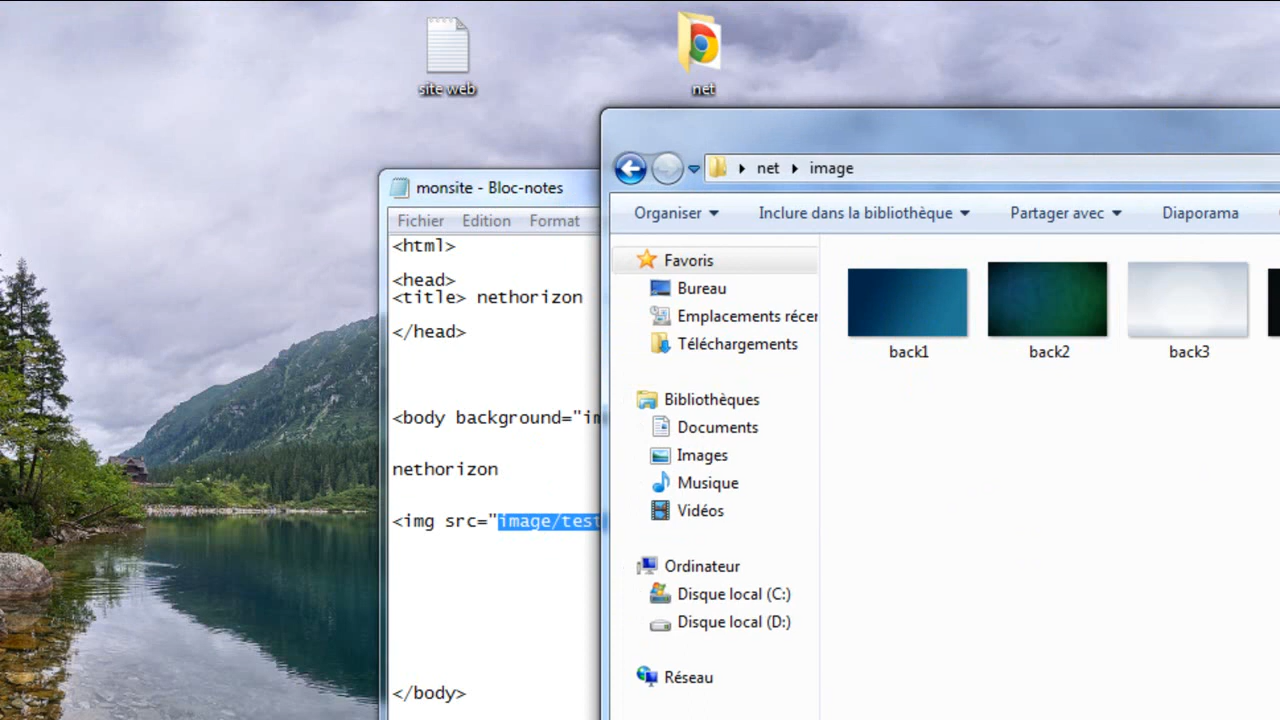 site web
net
monsite - Bloc-notes
Fichier Edition Format
<html>
<head>
<title> nethorizon
</head>
<body background="im
nethorizon
<img src="image/test
</body>
net image
Organiser Inclure dans la bibliothèque Partager avec Diaporama
Favoris
Bureau
Emplacements récer
Téléchargements
Bibliothèques
Documents
Images
Musique
Vidéos
Ordinateur
Disque local (C:)
Disque local (D:)
Réseau
back1
back2
back3